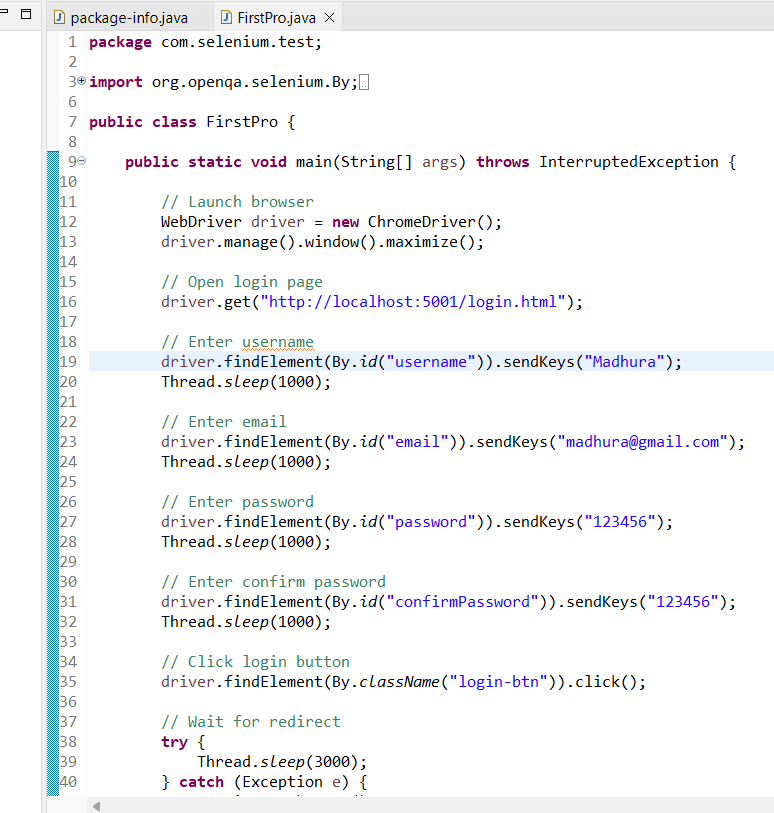 package-info.java
FirstPro.java
1 package com.selenium.test;
2
3 import org.openqa.selenium.By;
6
7 public class FirstPro {
8
9 public static void main(String[] args) throws InterruptedException {
10
11 // Launch browser
12 WebDriver driver = new ChromeDriver();
13 driver.manage().window().maximize();
14
15 // Open login page
16 driver.get("http://localhost:5001/login.html");
17
18 // Enter username
19 driver.findElement(By.id("username")).sendKeys("Madhura");
20 Thread.sleep(1000);
21
22 // Enter email
23 driver.findElement(By.id("email")).sendKeys("madhura@gmail.com");
24 Thread.sleep(1000);
25
26 // Enter password
27 driver.findElement(By.id("password")).sendKeys("123456");
28 Thread.sleep(1000);
29
30 // Enter confirm password
31 driver.findElement(By.id("confirmPassword")).sendKeys("123456");
32 Thread.sleep(1000);
33
34 // Click login button
35 driver.findElement(By.className("login-btn")).click();
36
37 // Wait for redirect
38 try {
39 Thread.sleep(3000);
40 } catch (Exception e) {